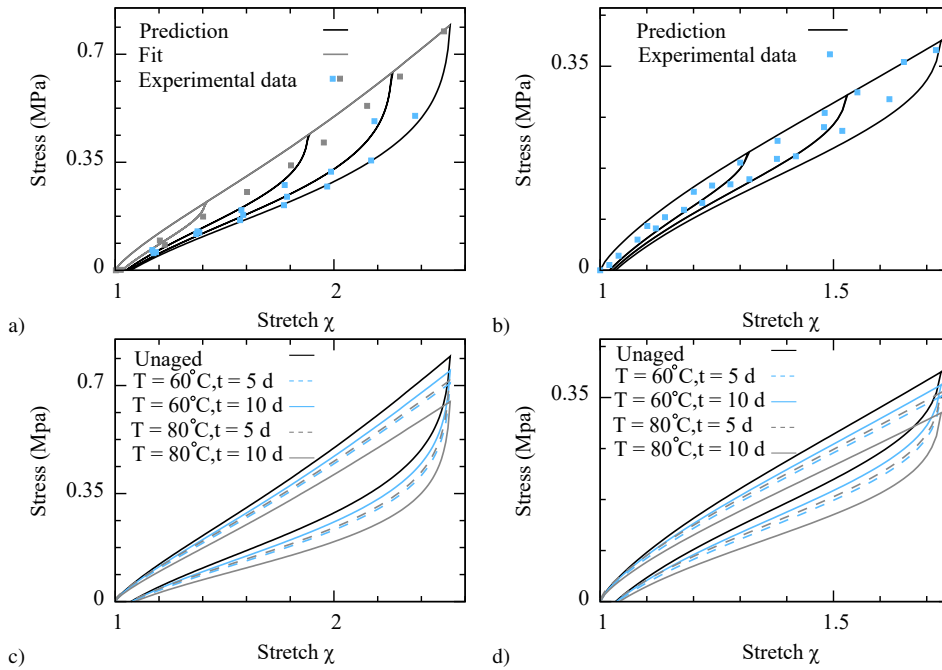 a)
0.7
0.35
0
Stress (MPa)
Prediction
Fit
Experimental data
1
2
Stretch χ
b)
0.35
0
Stress (MPa)
Prediction
Experimental data
1
1.5
Stretch χ
c)
0.7
0.35
0
Stress (Mpa)
Unaged
T = 60°C,t = 5 d
T = 60°C,t = 10 d
T = 80°C,t = 5 d
T = 80°C,t = 10 d
1
2
Stretch χ
d)
0.35
0
Stress (Mpa)
Unaged
T = 60°C,t = 5 d
T = 60°C,t = 10 d
T = 80°C,t = 5 d
T = 80°C,t = 10 d
1
1.5
Stretch χ